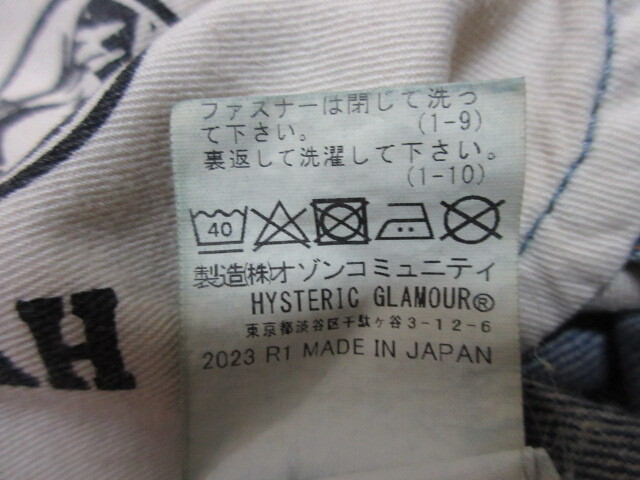 ファスナーは閉じて洗っ
て下さい。 (1-9)
裏返して洗濯して下さい。
(1-10)
40
製造(株)オゾンコミュニティ
HYSTERIC GLAMOUR®
東京都渋谷区千駄ヶ谷3-12-6
2023 R1 MADE IN JAPAN